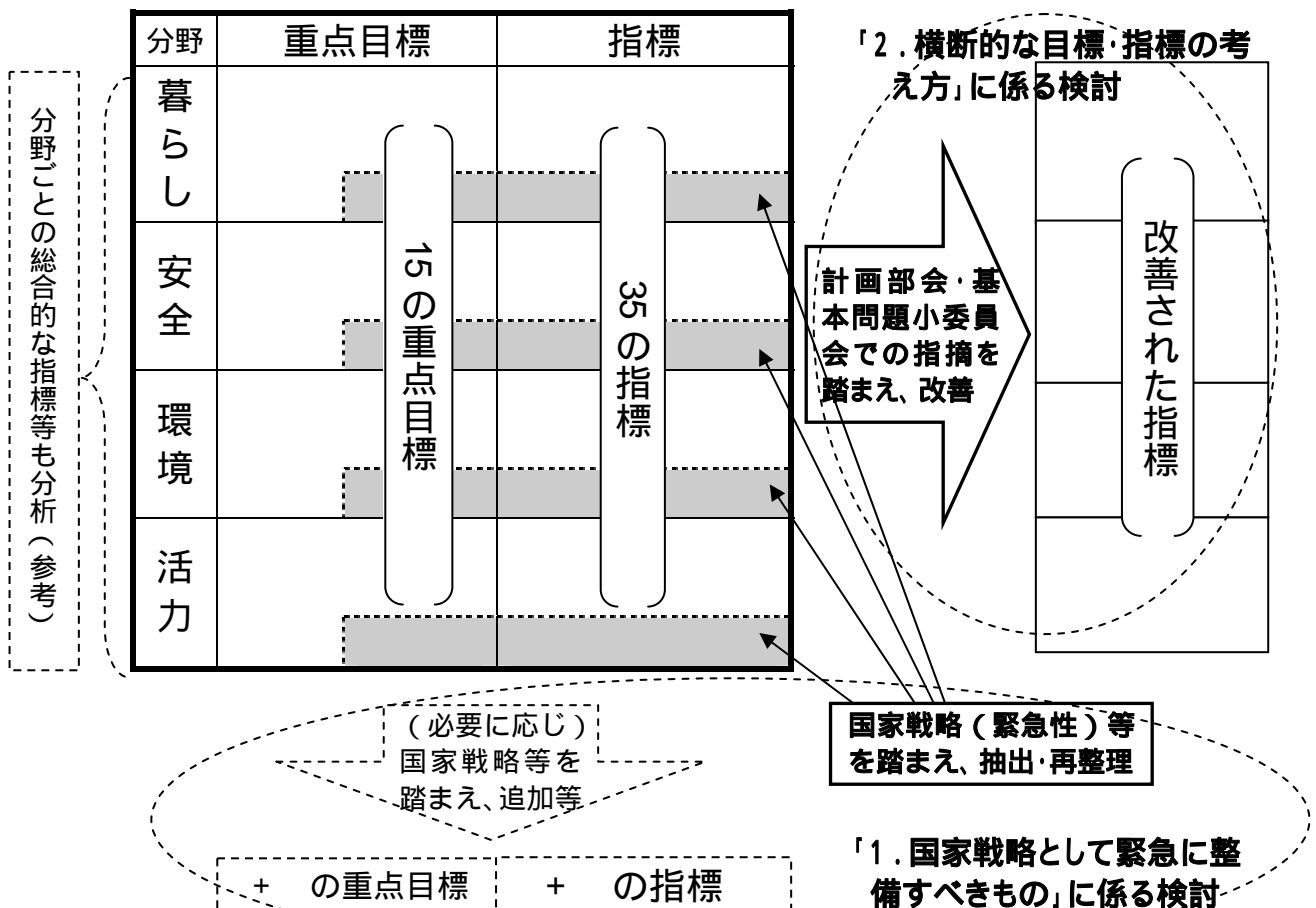 分野
重点目標
指標
暮らし
安全
環境
活力
15の重点目標
35の指標
分野ごとの総合的な指標等も分析(参考)
「2.横断的な目標・指標の考
え方」に係る検討
計画部会・基
本問題小委員
会での指摘を
踏まえ、改善
改善された指標
(必要に応じ)
国家戦略等を
踏まえ、追加等
国家戦略(緊急性)等
を踏まえ、抽出・再整理
+ の重点目標
+ の指標
「1.国家戦略として緊急に整
備すべきもの」に係る検討